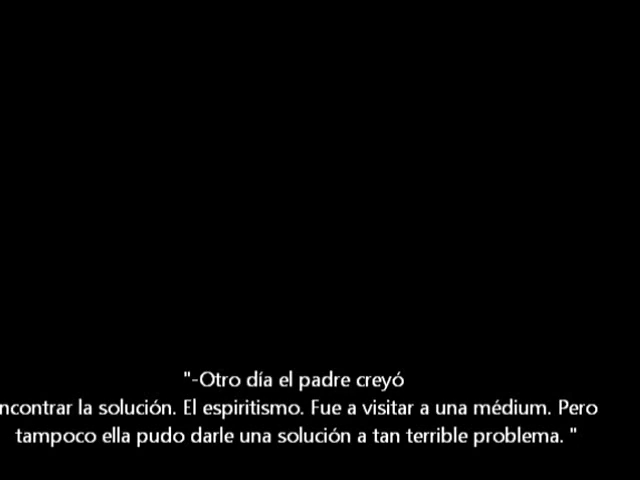 "-Otro día el padre creyó
ncontrar la solución. El espiritismo. Fue a visitar a una médium. Pero
tampoco ella pudo darle una solución a tan terrible problema. "